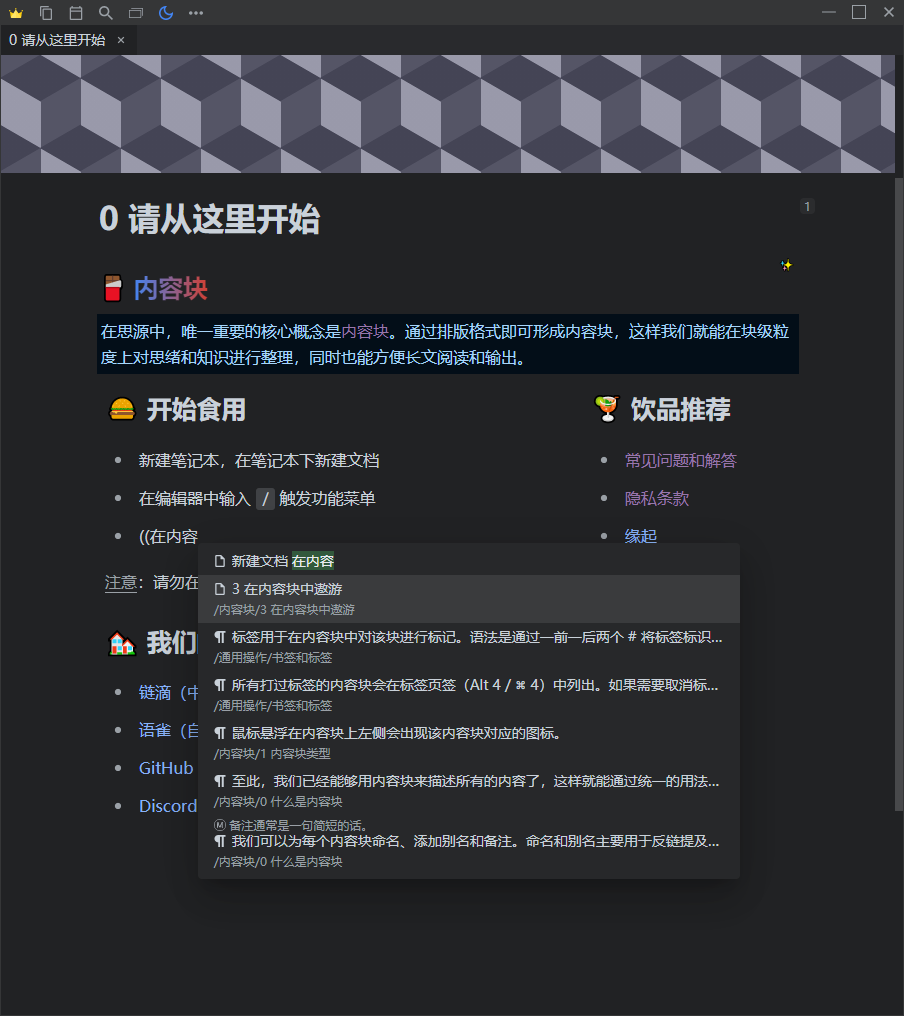 0 请从这里开始
0 请从这里开始
1
内容块
在思源中，唯一重要的核心概念是内容块。通过排版格式即可形成内容块，这样我们就能在块级粒
度上对思绪和知识进行整理，同时也能方便长文阅读和输出。
开始食用
新建笔记本，在笔记本下新建文档
在编辑器中输入 / 触发功能菜单
((在内容
注意：请勿在
饮品推荐
常见问题和解答
隐私条款
缘起
新建文档 在内容
3 在内容块中遨游
/内容块/3 在内容块中遨游
标签用于在内容块中对该块进行标记。语法是通过一前一后两个 # 将标签标识...
/通用操作/书签和标签
所有打过标签的内容块会在标签页签（Alt 4 / ⌘ 4）中列出。如果需要取消标...
/通用操作/书签和标签
鼠标悬浮在内容块上左侧会出现该内容块对应的图标。
/内容块/1 内容块类型
至此，我们已经能够用内容块来描述所有的内容了，这样就能通过统一的用法...
/内容块/0 什么是内容块
M 备注通常是一句简短的话。
我们可以为每个内容块命名、添加别名和备注。命名和别名主要用于反链提及...
/内容块/0 什么是内容块
我们
链滴（中
语雀（自
GitHub
Discord